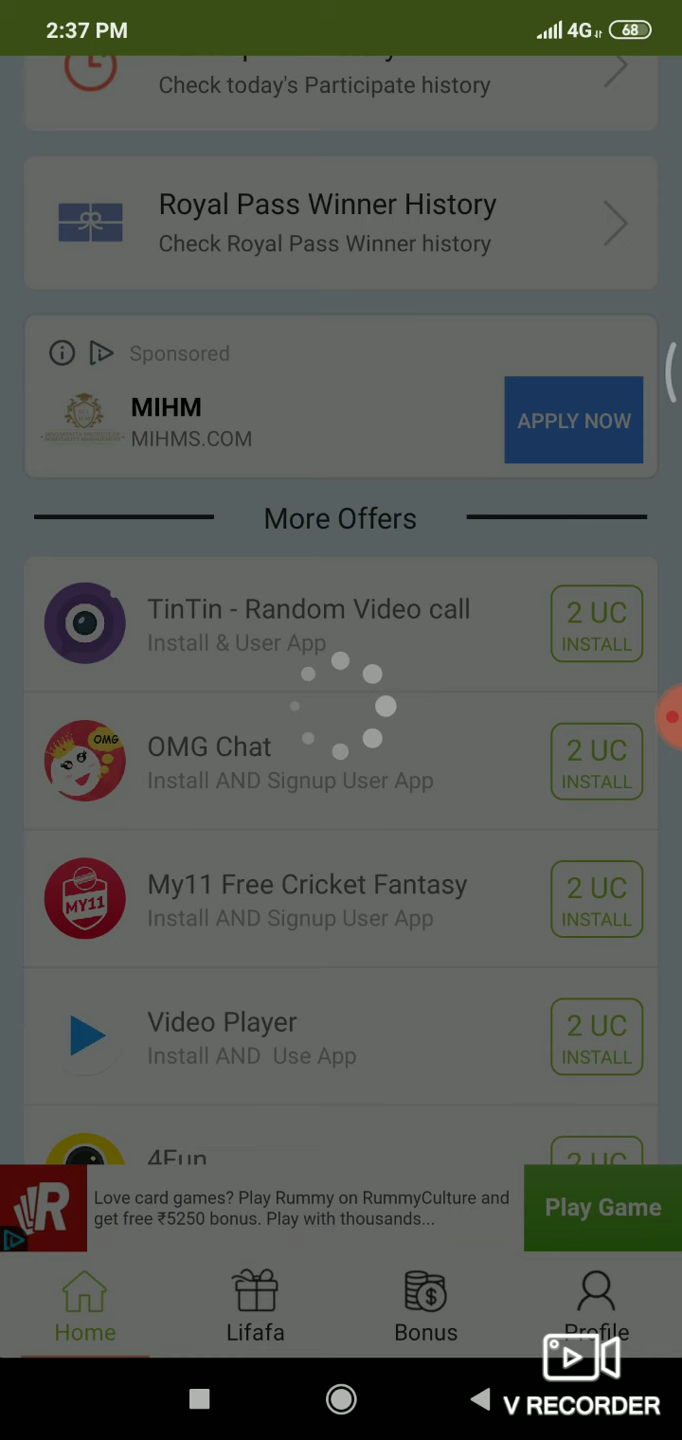 2:37 PM
4G
68
Check today's Participate history
Royal Pass Winner History
Check Royal Pass Winner history
Sponsored
MIHM
MIHMS.COM
APPLY NOW
More Offers
TinTin - Random Video call
Install & User App
2 UC
INSTALL
OMG
OMG Chat
Install AND Signup User App
2 UC
INSTALL
MY11
My11 Free Cricket Fantasy
Install AND Signup User App
2 UC
INSTALL
Video Player
Install AND Use App
2 UC
INSTALL
4Fun
2 UC
R
Love card games? Play Rummy on RummyCulture and
get free ₹5250 bonus. Play with thousands...
Play Game
Home
Lifafa
Bonus
Profile
V RECORDER